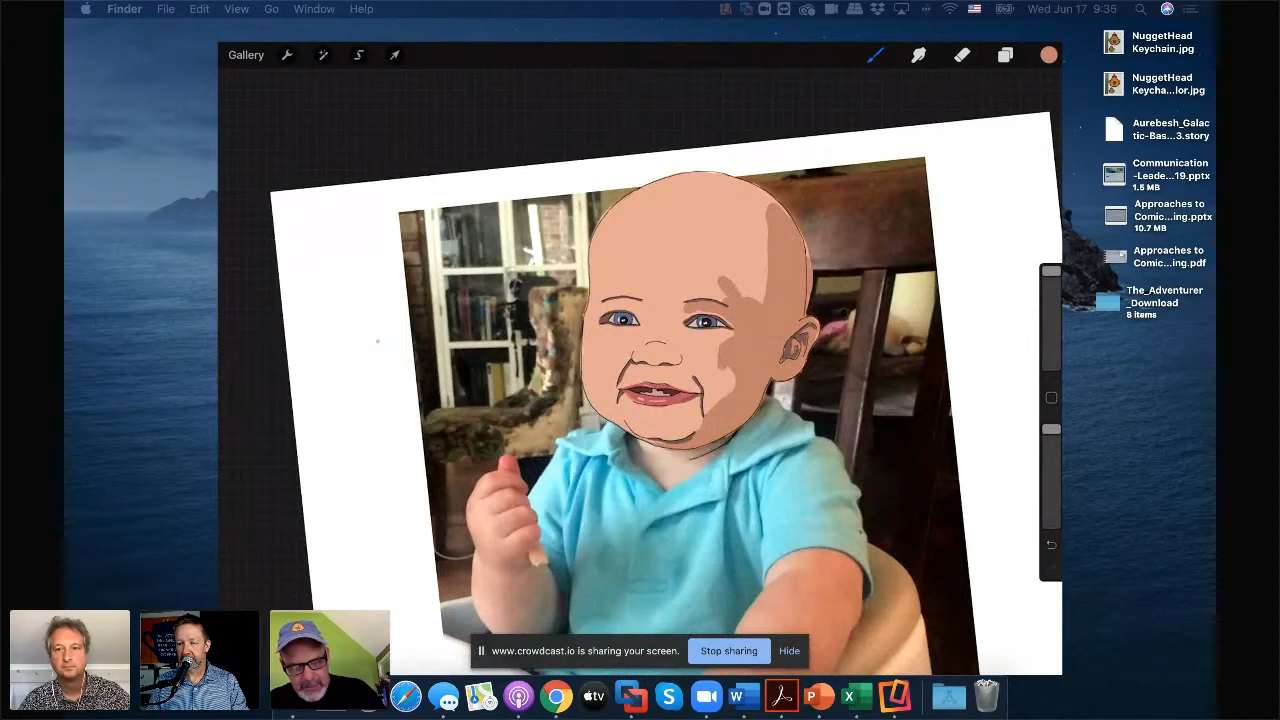 Finder File Edit View Go Window Help
Wed Jun 17 9:35
Gallery
NuggetHead
Keychain.jpg
NuggetHead
Keycha...lor.jpg
Aurebesh_Galac
tic-Bas...3.story
Communication
-Leade...19.pptx
1.5 MB
Approaches to
Comic...ing.pptx
10.7 MB
Approaches to
Comic...ing.pdf
The_Adventurer
_Download
8 items
www.crowdcast.io is sharing your screen. Stop sharing Hide
tv
S
W
P
X